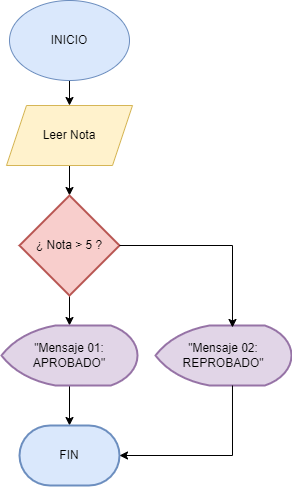 INICIO
Leer Nota
¿ Nota > 5 ?
"Mensaje 01:
APROBADO"
"Mensaje 02:
REPROBADO"
FIN